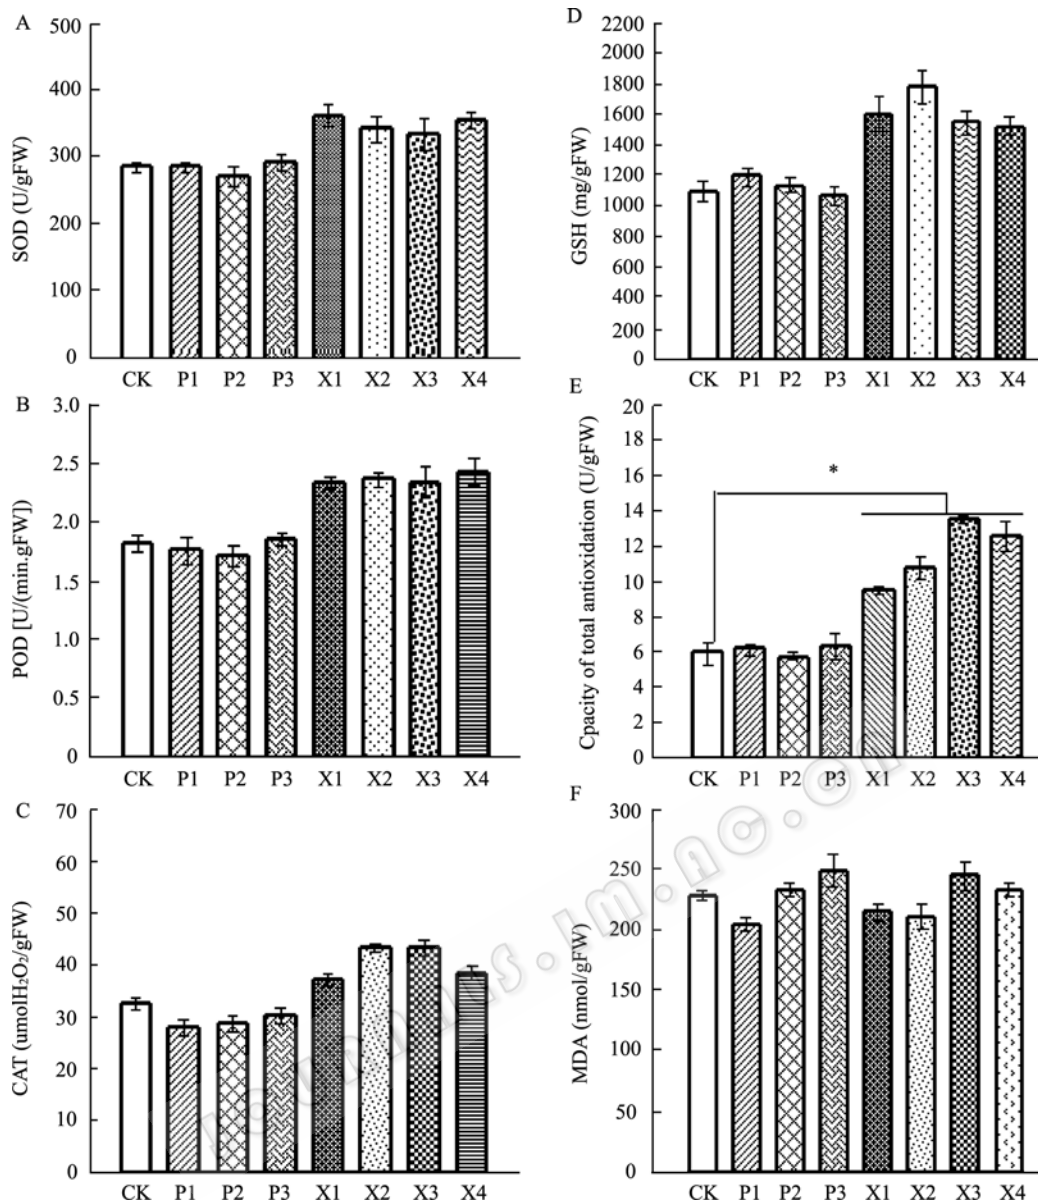 A
500
400
300
200
100
0
SOD (U/gFW)
CK P1 P2 P3 X1 X2 X3 X4
B
3.0
2.5
2.0
1.5
1.0
0.5
0
POD [U/(min.gFW])
CK P1 P2 P3 X1 X2 X3 X4
C
70
60
50
40
30
20
10
0
CAT (umolH₂O₂/gFW)
CK P1 P2 P3 X1 X2 X3 X4
D
2200
2000
1800
1600
1400
1200
1000
800
600
400
200
0
GSH (mg/gFW)
CK P1 P2 P3 X1 X2 X3 X4
E
20
18
16
14
12
10
8
6
4
2
0
Cpacity of total antioxidation (U/gFW)
*
CK P1 P2 P3 X1 X2 X3 X4
F
300
250
200
150
100
50
0
MDA (nmol/gFW)
CK P1 P2 P3 X1 X2 X3 X4
journals.im.ac.cn